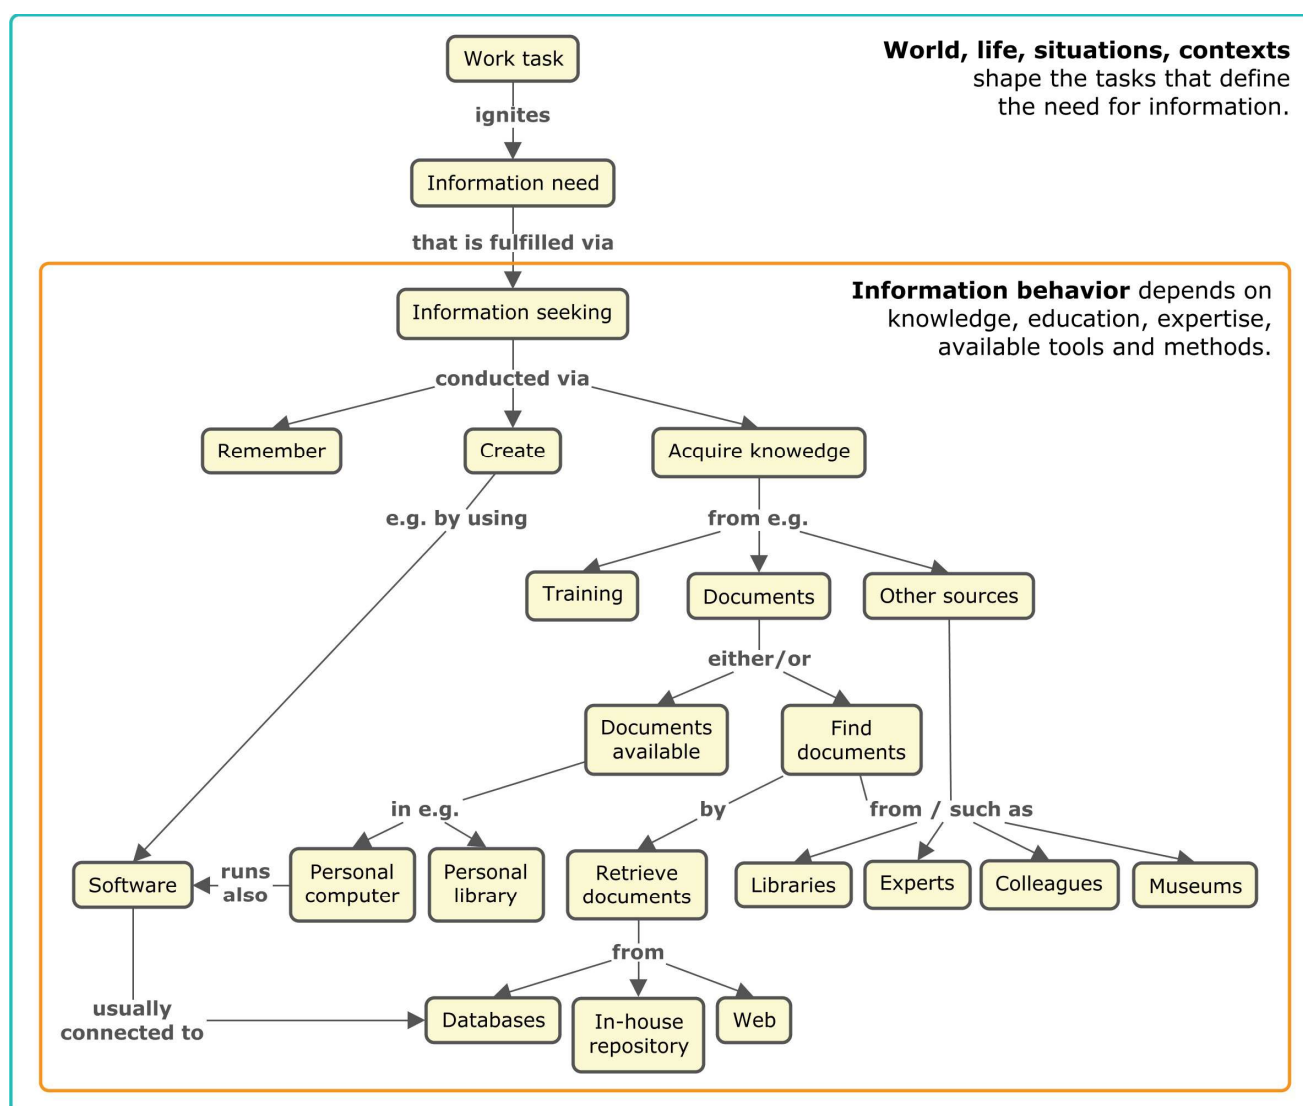 Work task
World, life, situations, contexts
shape the tasks that define
the need for information.
ignites
Information need
that is fulfilled via
Information seeking
Information behavior depends on
knowledge, education, expertise,
available tools and methods.
conducted via
Remember
Create
Acquire knowedge
e.g. by using
from e.g.
Training
Documents
Other sources
either/or
Documents
available
Find
documents
in e.g.
by
from / such as
Software
runs
also
Personal
computer
Personal
library
Retrieve
documents
Libraries
Experts
Colleagues
Museums
from
usually
connected to
Databases
In-house
repository
Web